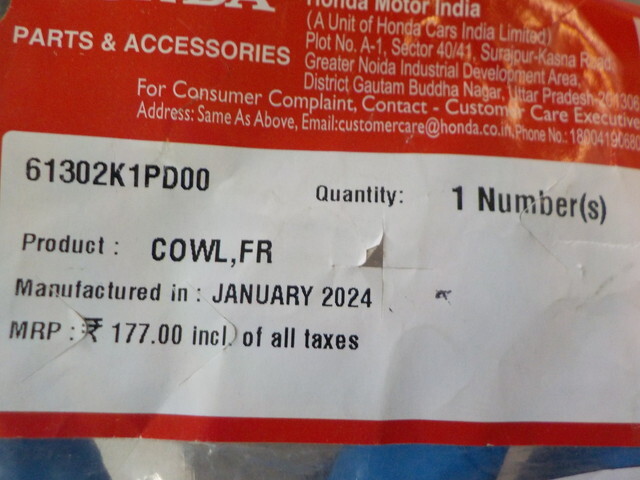 HONDA
PARTS & ACCESSORIES
Honda Motor India
(A Unit of Honda Cars India Limited)
Plot No. A-1, Sector 40/41, Surajpur-Kasna Road,
Greater Noida Industrial Development Area,
District Gautam Buddha Nagar, Uttar Pradesh-
For Consumer Complaint, Contact - Customer Care Executive
Address: Same As Above, Email:customercare@honda.co.in, Phone No.:
61302K1PD00
Quantity: 1 Number(s)
Product : COWL,FR
Manufactured in : JANUARY 2024
MRP : ₹ 177.00 incl. of all taxes